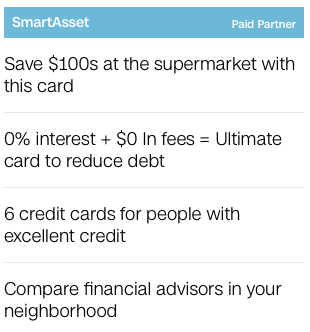 SmartAsset
Paid Partner
Save $100s at the supermarket with
this card
0% interest + $0 In fees = Ultimate
card to reduce debt
6 credit cards for people with
excellent credit
Compare financial advisors in your
neighborhood